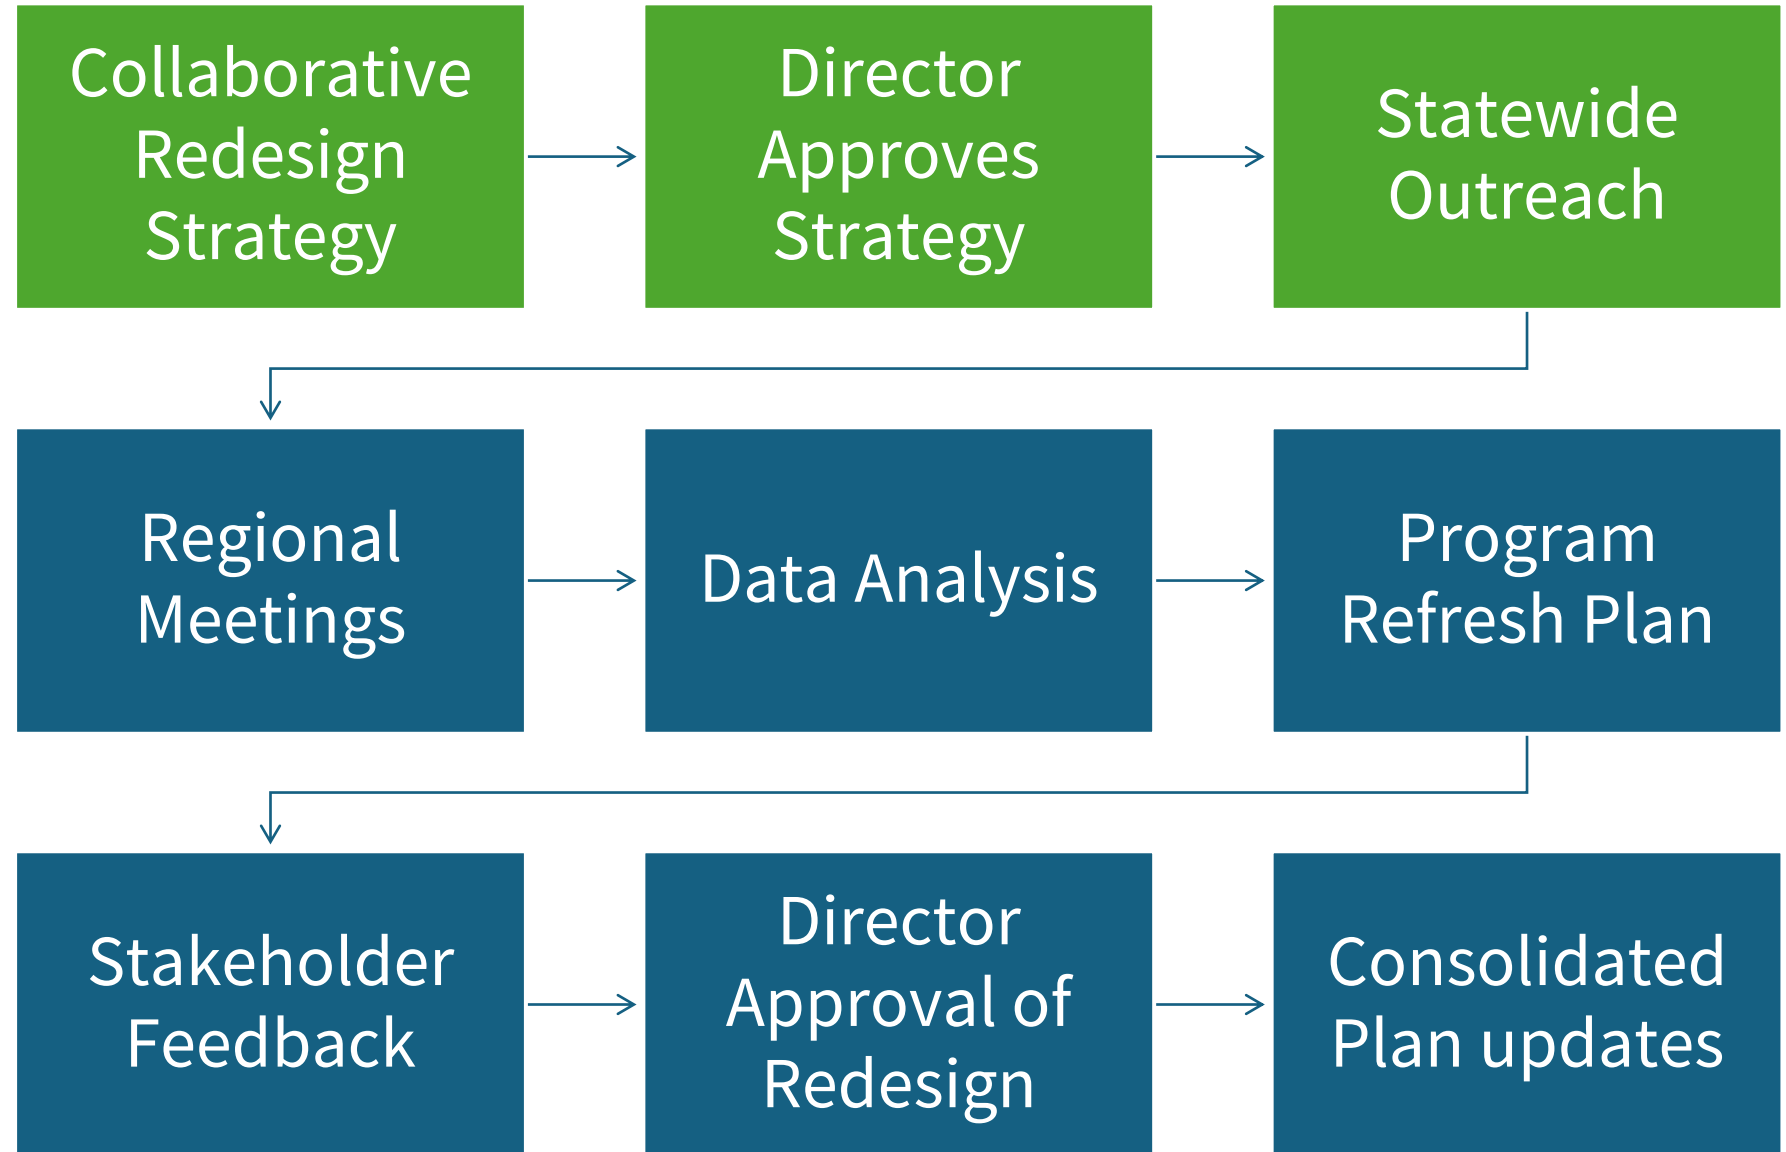 Collaborative
Redesign
Strategy
Director
Approves
Strategy
Statewide
Outreach
Regional
Meetings
Data Analysis
Program
Refresh Plan
Stakeholder
Feedback
Director
Approval of
Redesign
Consolidated
Plan updates